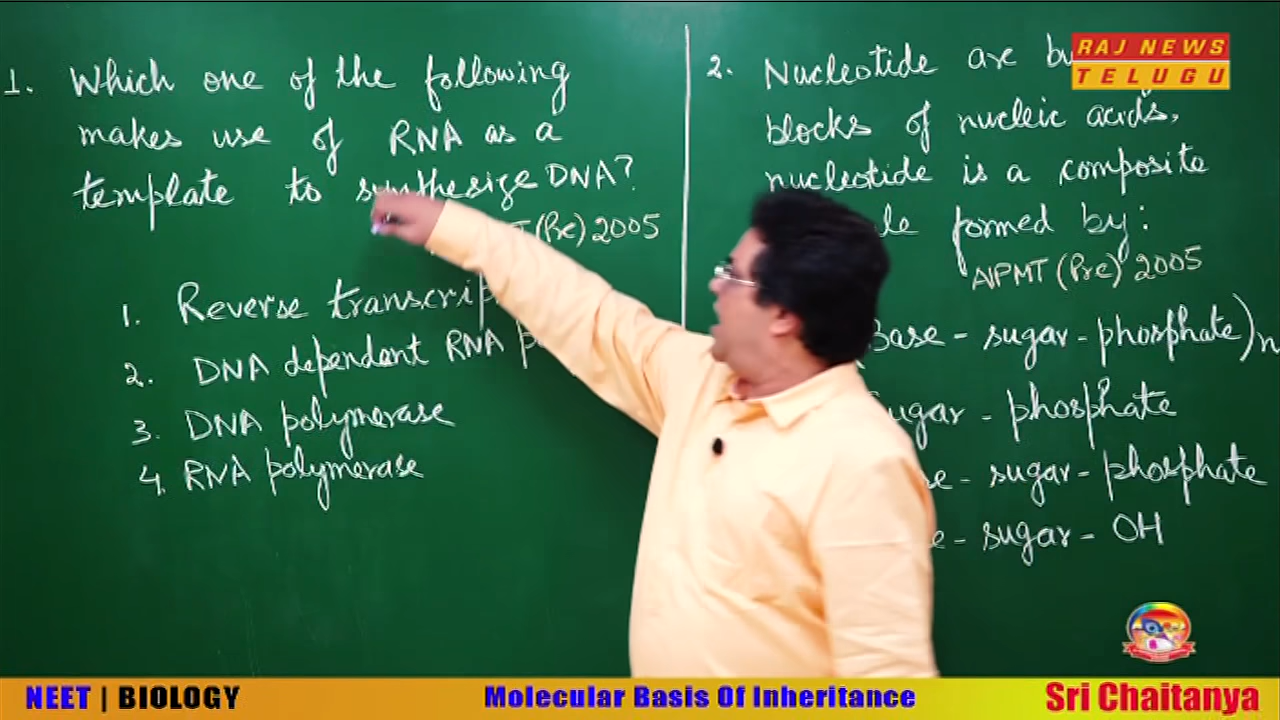 1. Which one of the following
makes use of RNA as a
template to synthesize DNA?
(Pre) 2005
1. Reverse
2. DNA dependent RNA
3. DNA polymerase
4. RNA polymerase
2. Nucleotide are
blocks of nucleic acids,
nucleotide is a composite
formed by:
AIPMT (Pre) 2005
Base - sugar - phosphate)n
sugar - phosphate
- sugar - phosphate
- sugar - OH
RAJ NEWS
TELUGU
NEET | BIOLOGY
Molecular Basis Of Inheritance
Sri Chaitanya